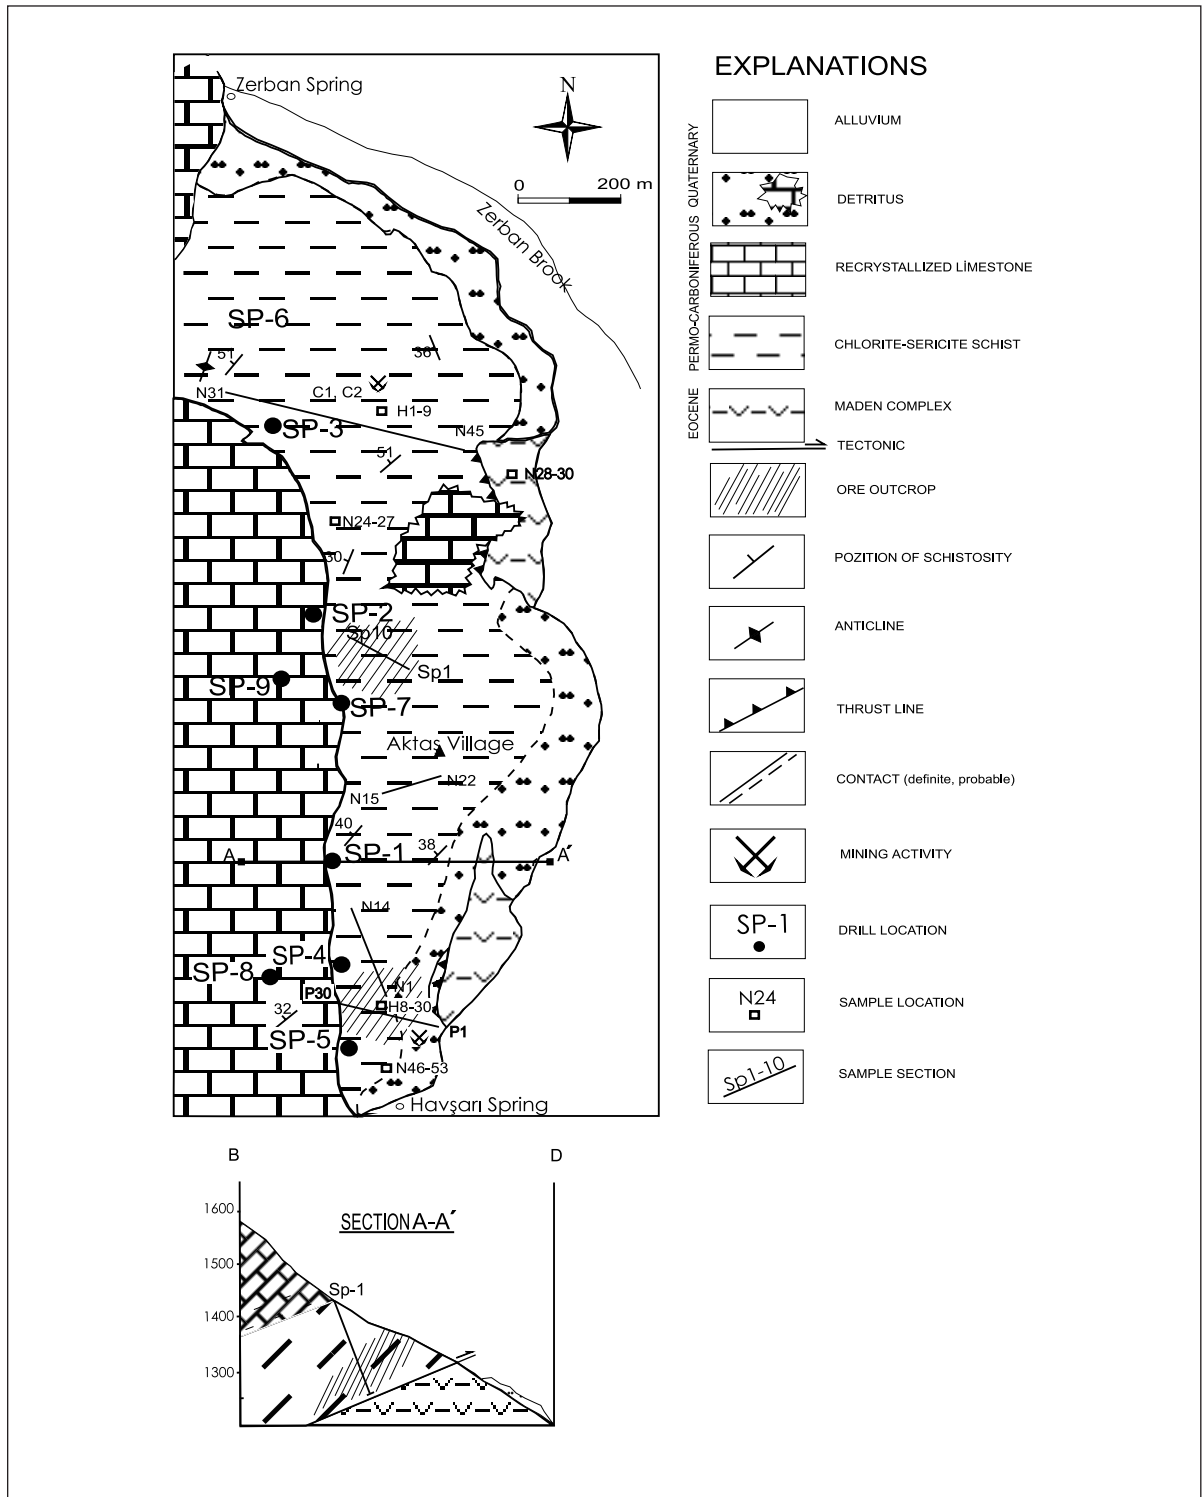 Zerban Spring
N
0 200 m
Zerban Brook
SP-6
51
36
N31
C1, C2
H1-9
SP-3
N45
51
N28-30
N24-27
30
SP-2
Sp10
Sp1
SP-9
SP-7
Aktaş Village
N22
N15
40
38
A
SP-1
A´
N14
SP-4
SP-8
N1
P30
H8-30
32
P1
SP-5
N46-53
Havşarı Spring
EXPLANATIONS
QUATERNARY
PERMO-CARBONIFEROUS
EOCENE
ALLUVIUM
DETRITUS
RECRYSTALLIZED LİMESTONE
CHLORITE-SERICITE SCHIST
MADEN COMPLEX
TECTONIC
ORE OUTCROP
POZITION OF SCHISTOSITY
ANTICLINE
THRUST LINE
CONTACT (definite, probable)
MINING ACTIVITY
SP-1
DRILL LOCATION
N24
SAMPLE LOCATION
Sp1-10
SAMPLE SECTION
B
D
SECTION A-A´
1600
1500
1400
1300
Sp-1